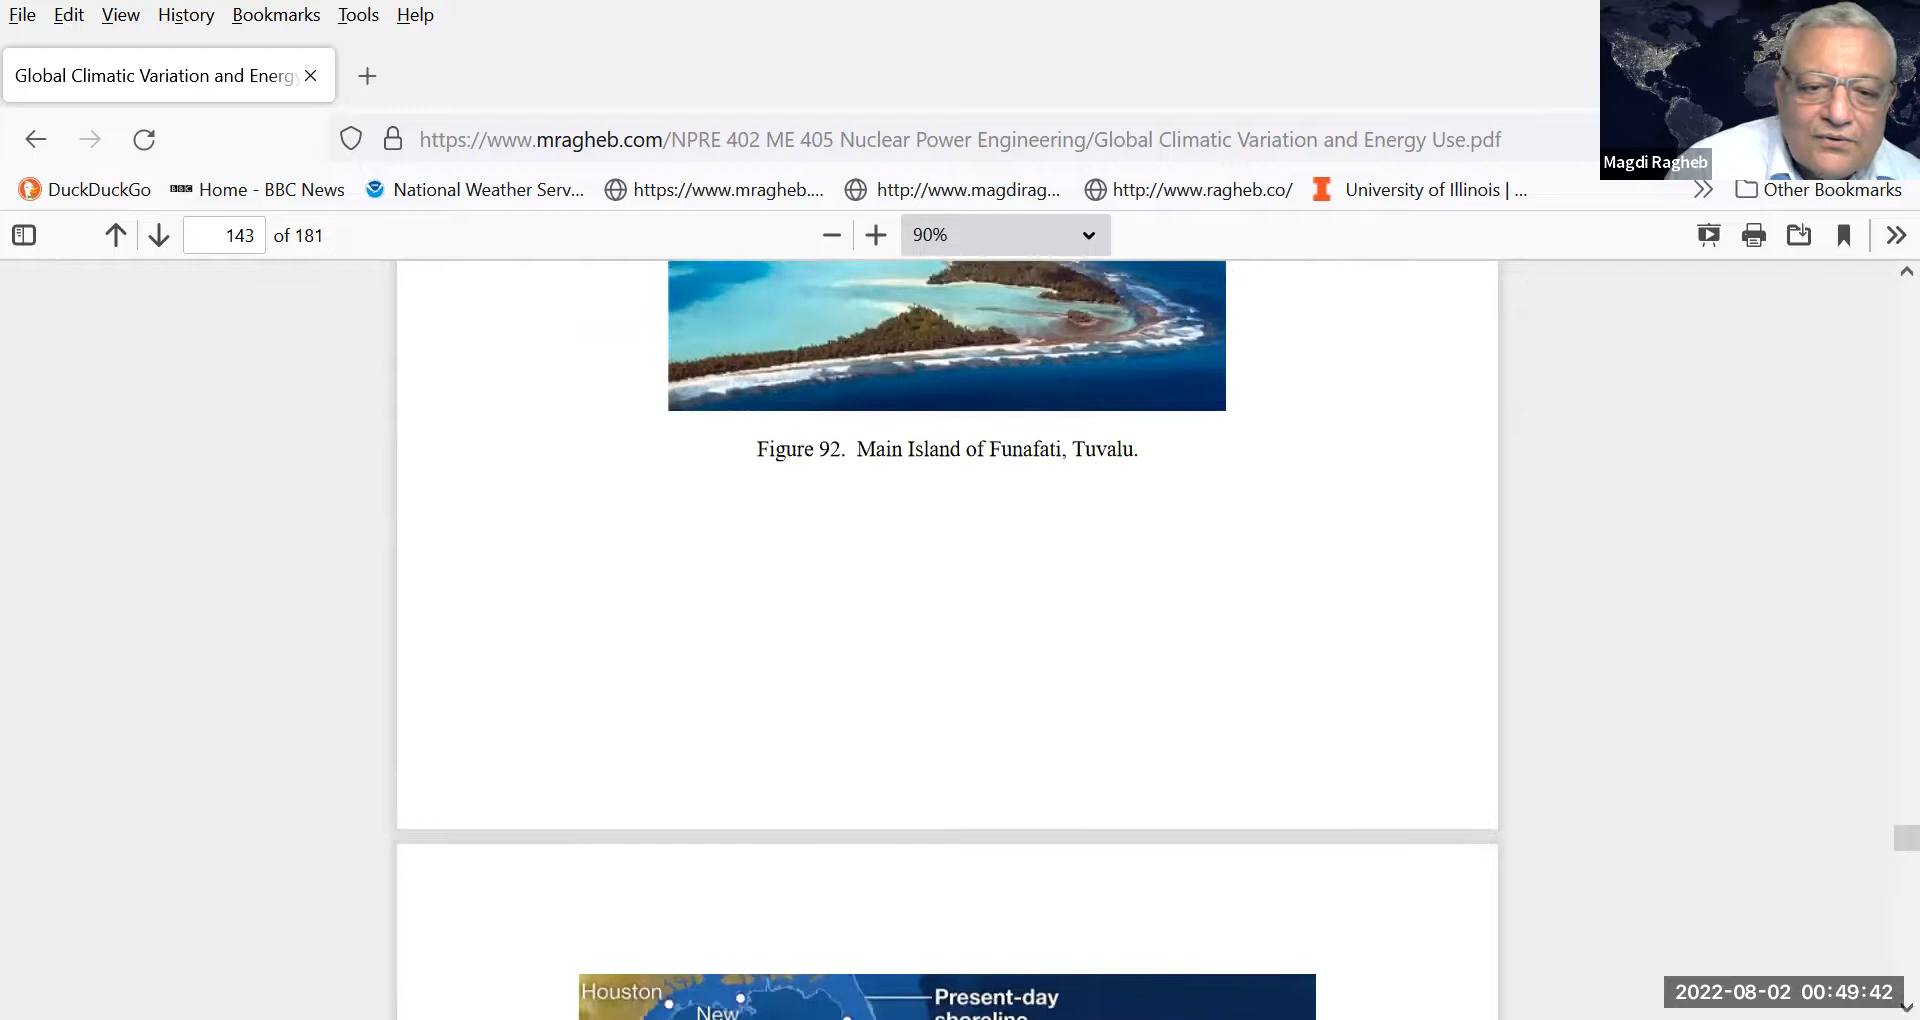 File Edit View History Bookmarks Tools Help
Global Climatic Variation and Energ
https://www.mragheb.com/NPRE 402 ME 405 Nuclear Power Engineering/Global Climatic Variation and Energy Use.pdf
Magdi Ragheb
DuckDuckGo BBC Home - BBC News National Weather Serv... https://www.mragheb.... http://www.magdirag... http://www.ragheb.co/ I University of Illinois | ... Other Bookmarks
143 of 181 90%
Figure 92. Main Island of Funafati, Tuvalu.
Houston
New
Present-day
shoreline
2022-08-02 00:49:42